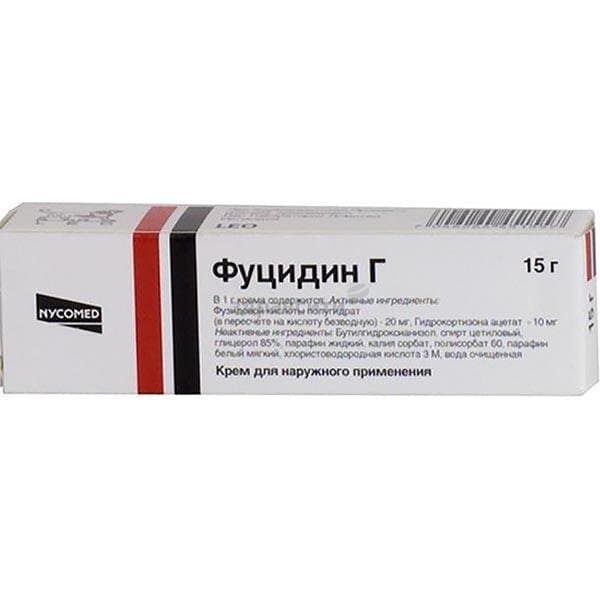 LEO
Фуцидин Г
15 г
В 1 г крема содержится: Активные ингредиенты:
Фузидовой кислоты полугидрат
(в пересчете на кислоту безводную) - 20 мг, Гидрокортизона ацетат - 10 мг
Неактивные ингредиенты: Бутилгидроксианизол, спирт цетиловый,
глицерол 85%, парафин жидкий, калия сорбат, полисорбат 60, парафин
белый мягкий, хлористоводородная кислота 3 М, вода очищенная
Крем для наружного применения
NYCOMED
15 г